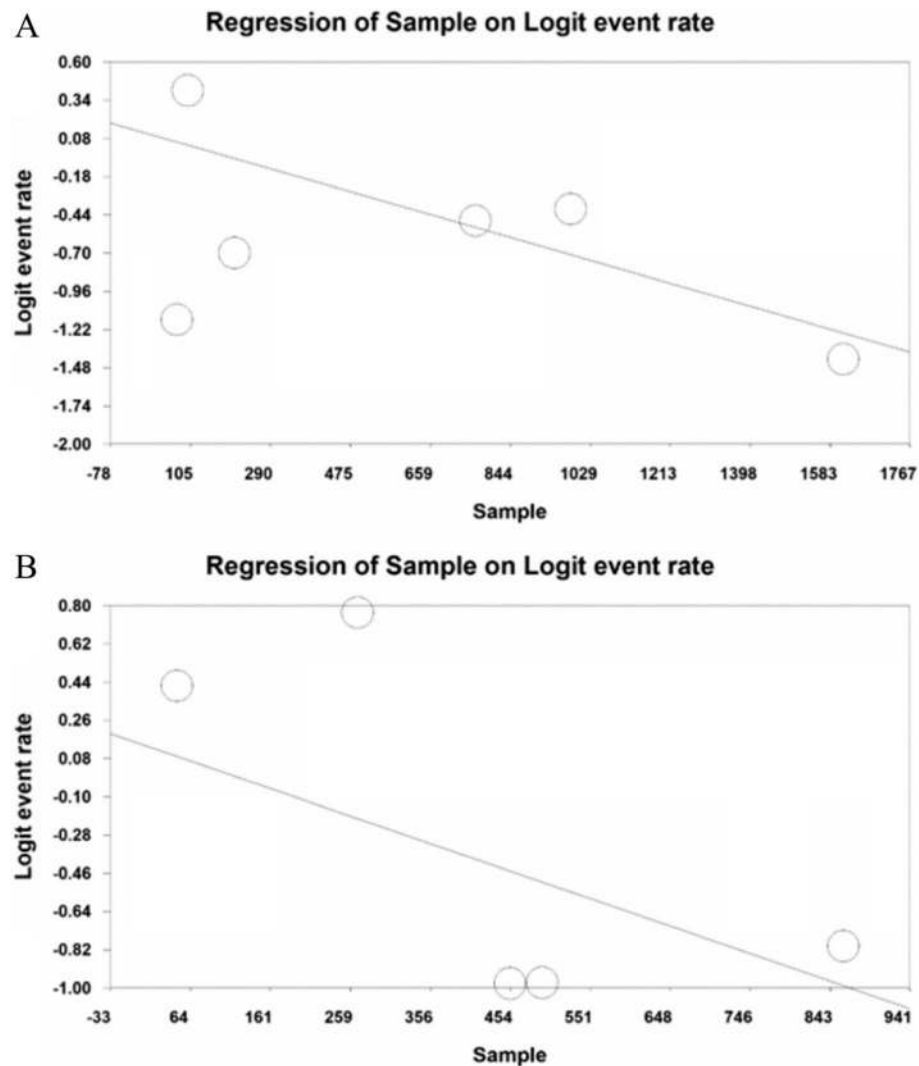 A
Regression of Sample on Logit event rate
0.60
0.34
0.08
-0.18
-0.44
-0.70
-0.96
-1.22
-1.48
-1.74
-2.00
Logit event rate
-78 105 290 475 659 844 1029 1213 1398 1583 1767
Sample
B
Regression of Sample on Logit event rate
0.80
0.62
0.44
0.26
0.08
-0.10
-0.28
-0.46
-0.64
-0.82
-1.00
Logit event rate
-33 64 161 259 356 454 551 648 746 843 941
Sample